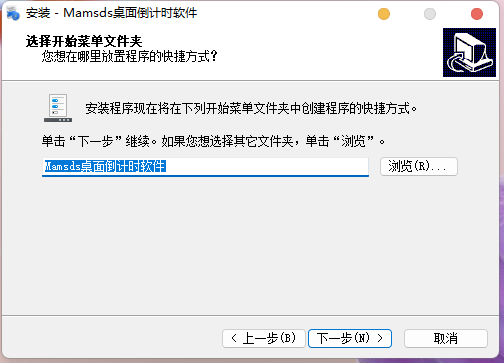 安装 - Mamsds桌面倒计时软件
选择开始菜单文件夹
您想在哪里放置程序的快捷方式?
安装程序现在将在下列开始菜单文件夹中创建程序的快捷方式。
单击“下一步”继续。如果您想选择其它文件夹，单击“浏览”。
Mamsds桌面倒计时软件
浏览(R)...
< 上一步(B)
下一步(N) >
取消